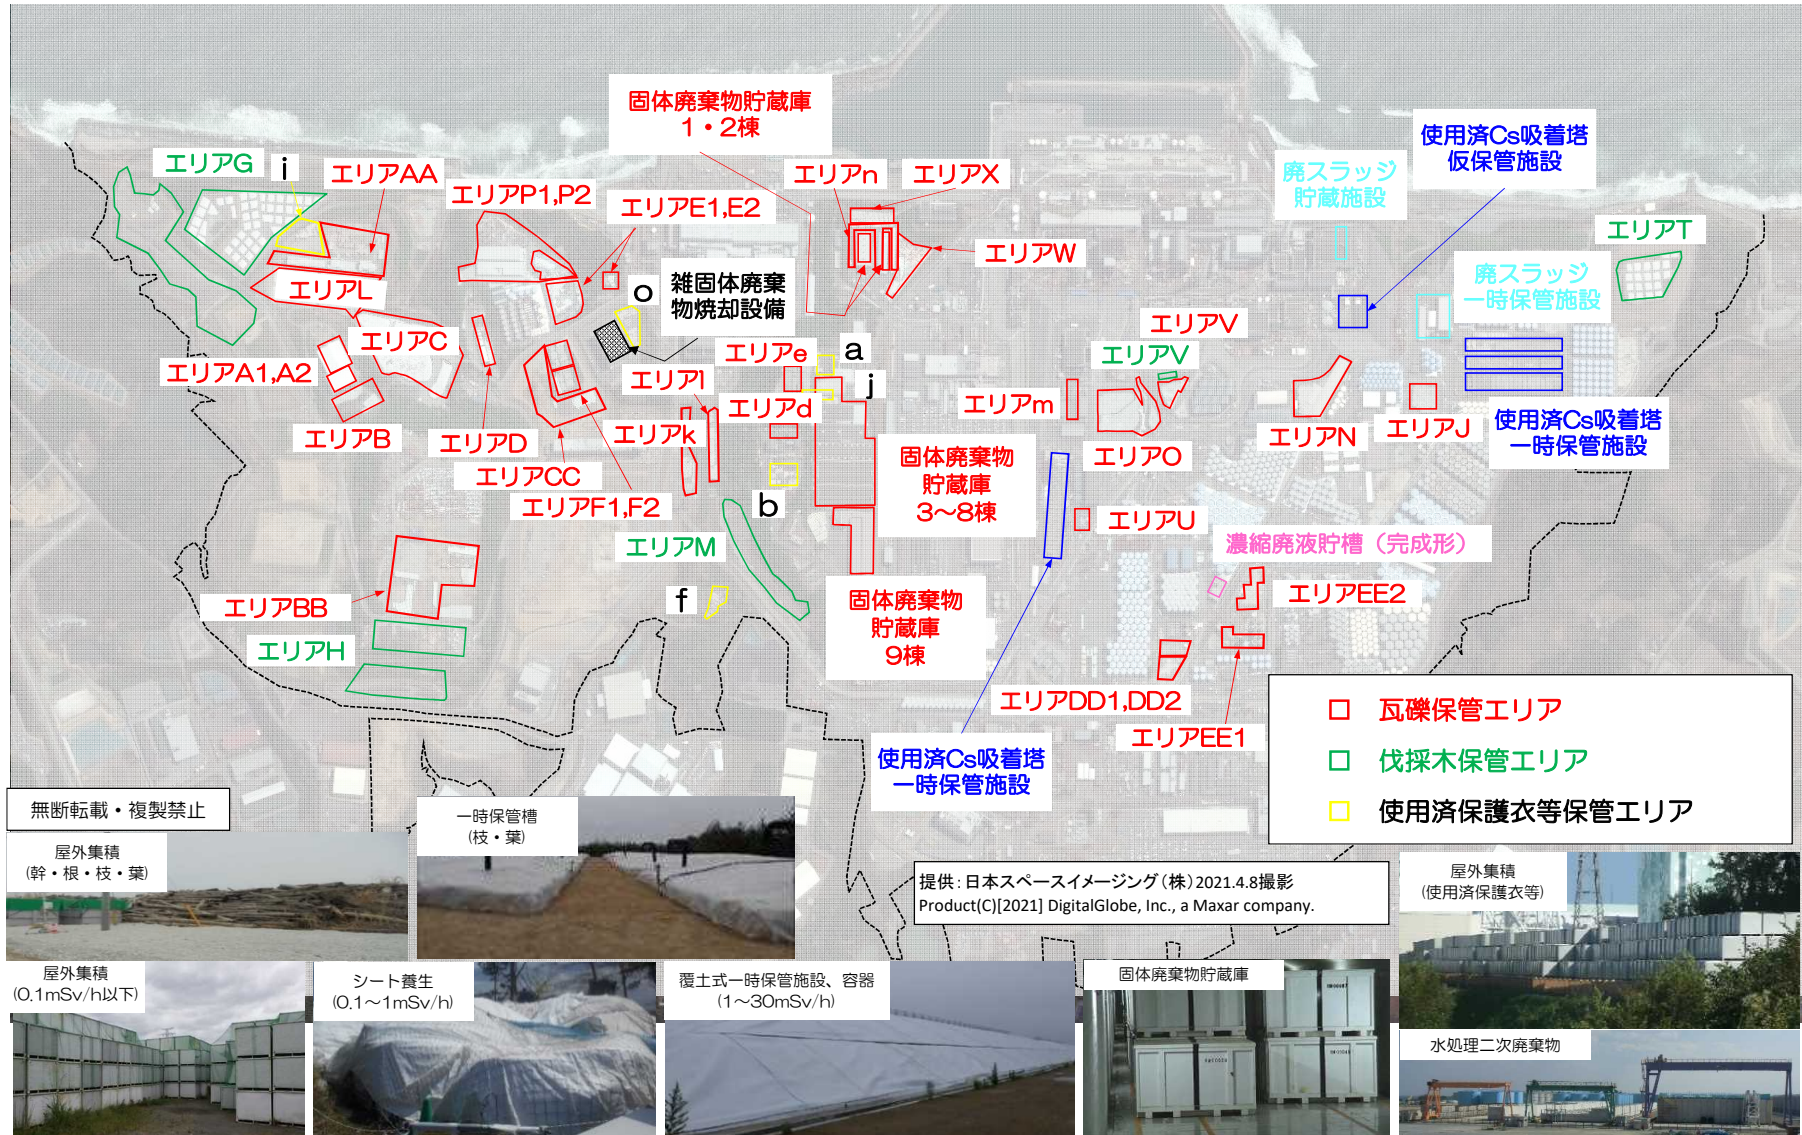 固体廃棄物貯蔵庫
1・2棟
使用済Cs吸着塔
仮保管施設
廃スラッジ
貯蔵施設
エリアG
i
エリアAA
エリアP1,P2
エリアE1,E2
エリアn
エリアX
エリアW
エリアT
廃スラッジ
一時保管施設
エリアL
o
雑固体廃棄
物焼却設備
エリアV
エリアV
エリアC
エリアA1,A2
エリアe
a
エリアl
j
エリアd
エリアm
エリアB
エリアD
エリアk
エリアO
エリアN
エリアJ
使用済Cs吸着塔
一時保管施設
エリアCC
エリアF1,F2
b
固体廃棄物
貯蔵庫
3～8棟
エリアU
エリアM
濃縮廃液貯槽（完成形）
エリアBB
f
固体廃棄物
貯蔵庫
9棟
エリアEE2
エリアH
エリアDD1,DD2
エリアEE1
使用済Cs吸着塔
一時保管施設
瓦礫保管エリア
伐採木保管エリア
使用済保護衣等保管エリア
無断転載・複製禁止
一時保管槽
(枝・葉)
屋外集積
(幹・根・枝・葉)
提供：日本スペースイメージング（株）2021.4.8撮影
Product(C)[2021] DigitalGlobe, Inc., a Maxar company.
屋外集積
(使用済保護衣等)
屋外集積
(0.1mSv/h以下)
シート養生
(0.1～1mSv/h)
覆土式一時保管施設、容器
(1～30mSv/h)
固体廃棄物貯蔵庫
水処理二次廃棄物